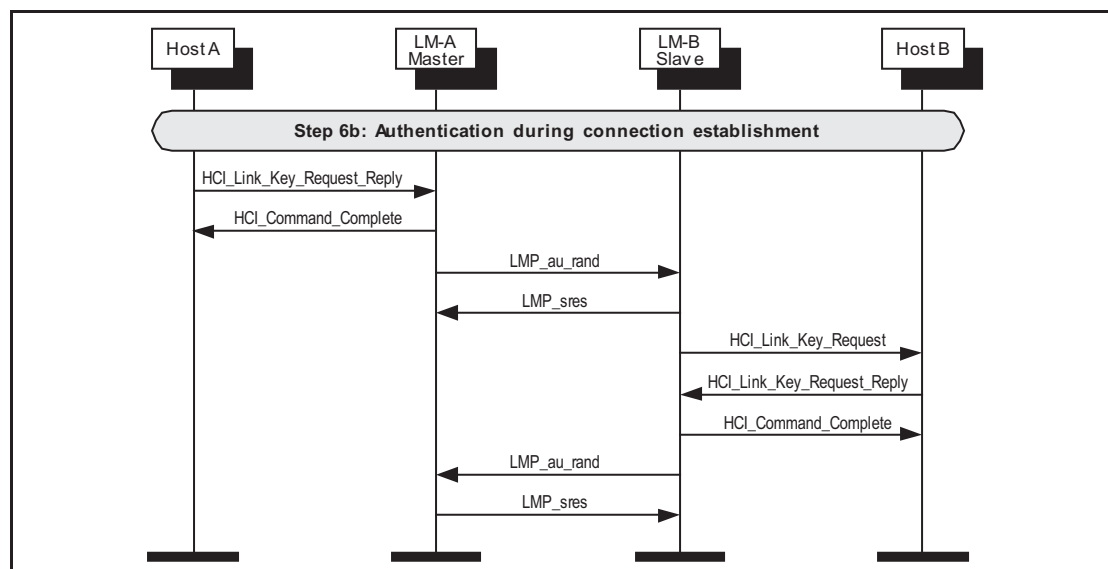 Host A
LM-A
Master
LM-B
Slave
Host B
Step 6b: Authentication during connection establishment
HCI_Link_Key_Request_Reply
HCI_Command_Complete
LMP_au_rand
LMP_sres
HCI_Link_Key_Request
HCI_Link_Key_Request_Reply
HCI_Command_Complete
LMP_au_rand
LMP_sres